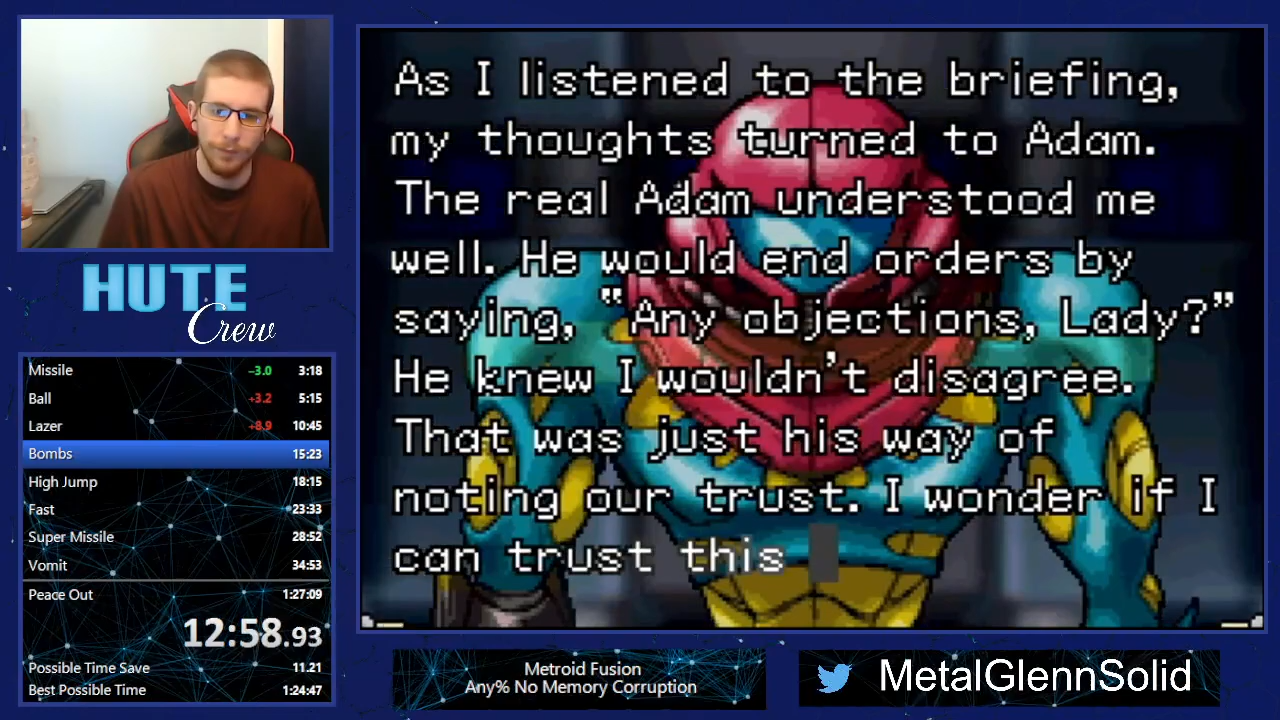 As I listened to the briefing,
my thoughts turned to Adam.
The real Adam understood me
well. He would end orders by
saying, "Any objections, Lady?"
He knew I wouldn't disagree.
That was just his way of
noting our trust. I wonder if I
can trust this
HUTE
Crew
Missile -3.0 3:18
Ball +3.2 5:15
Lazer +8.9 10:45
Bombs 15:23
High Jump 18:15
Fast 23:33
Super Missile 28:52
Vomit 34:53
Peace Out 1:27:09
12:58.93
Possible Time Save 11.21
Best Possible Time 1:24:47
Metroid Fusion
Any% No Memory Corruption
MetalGlennSolid